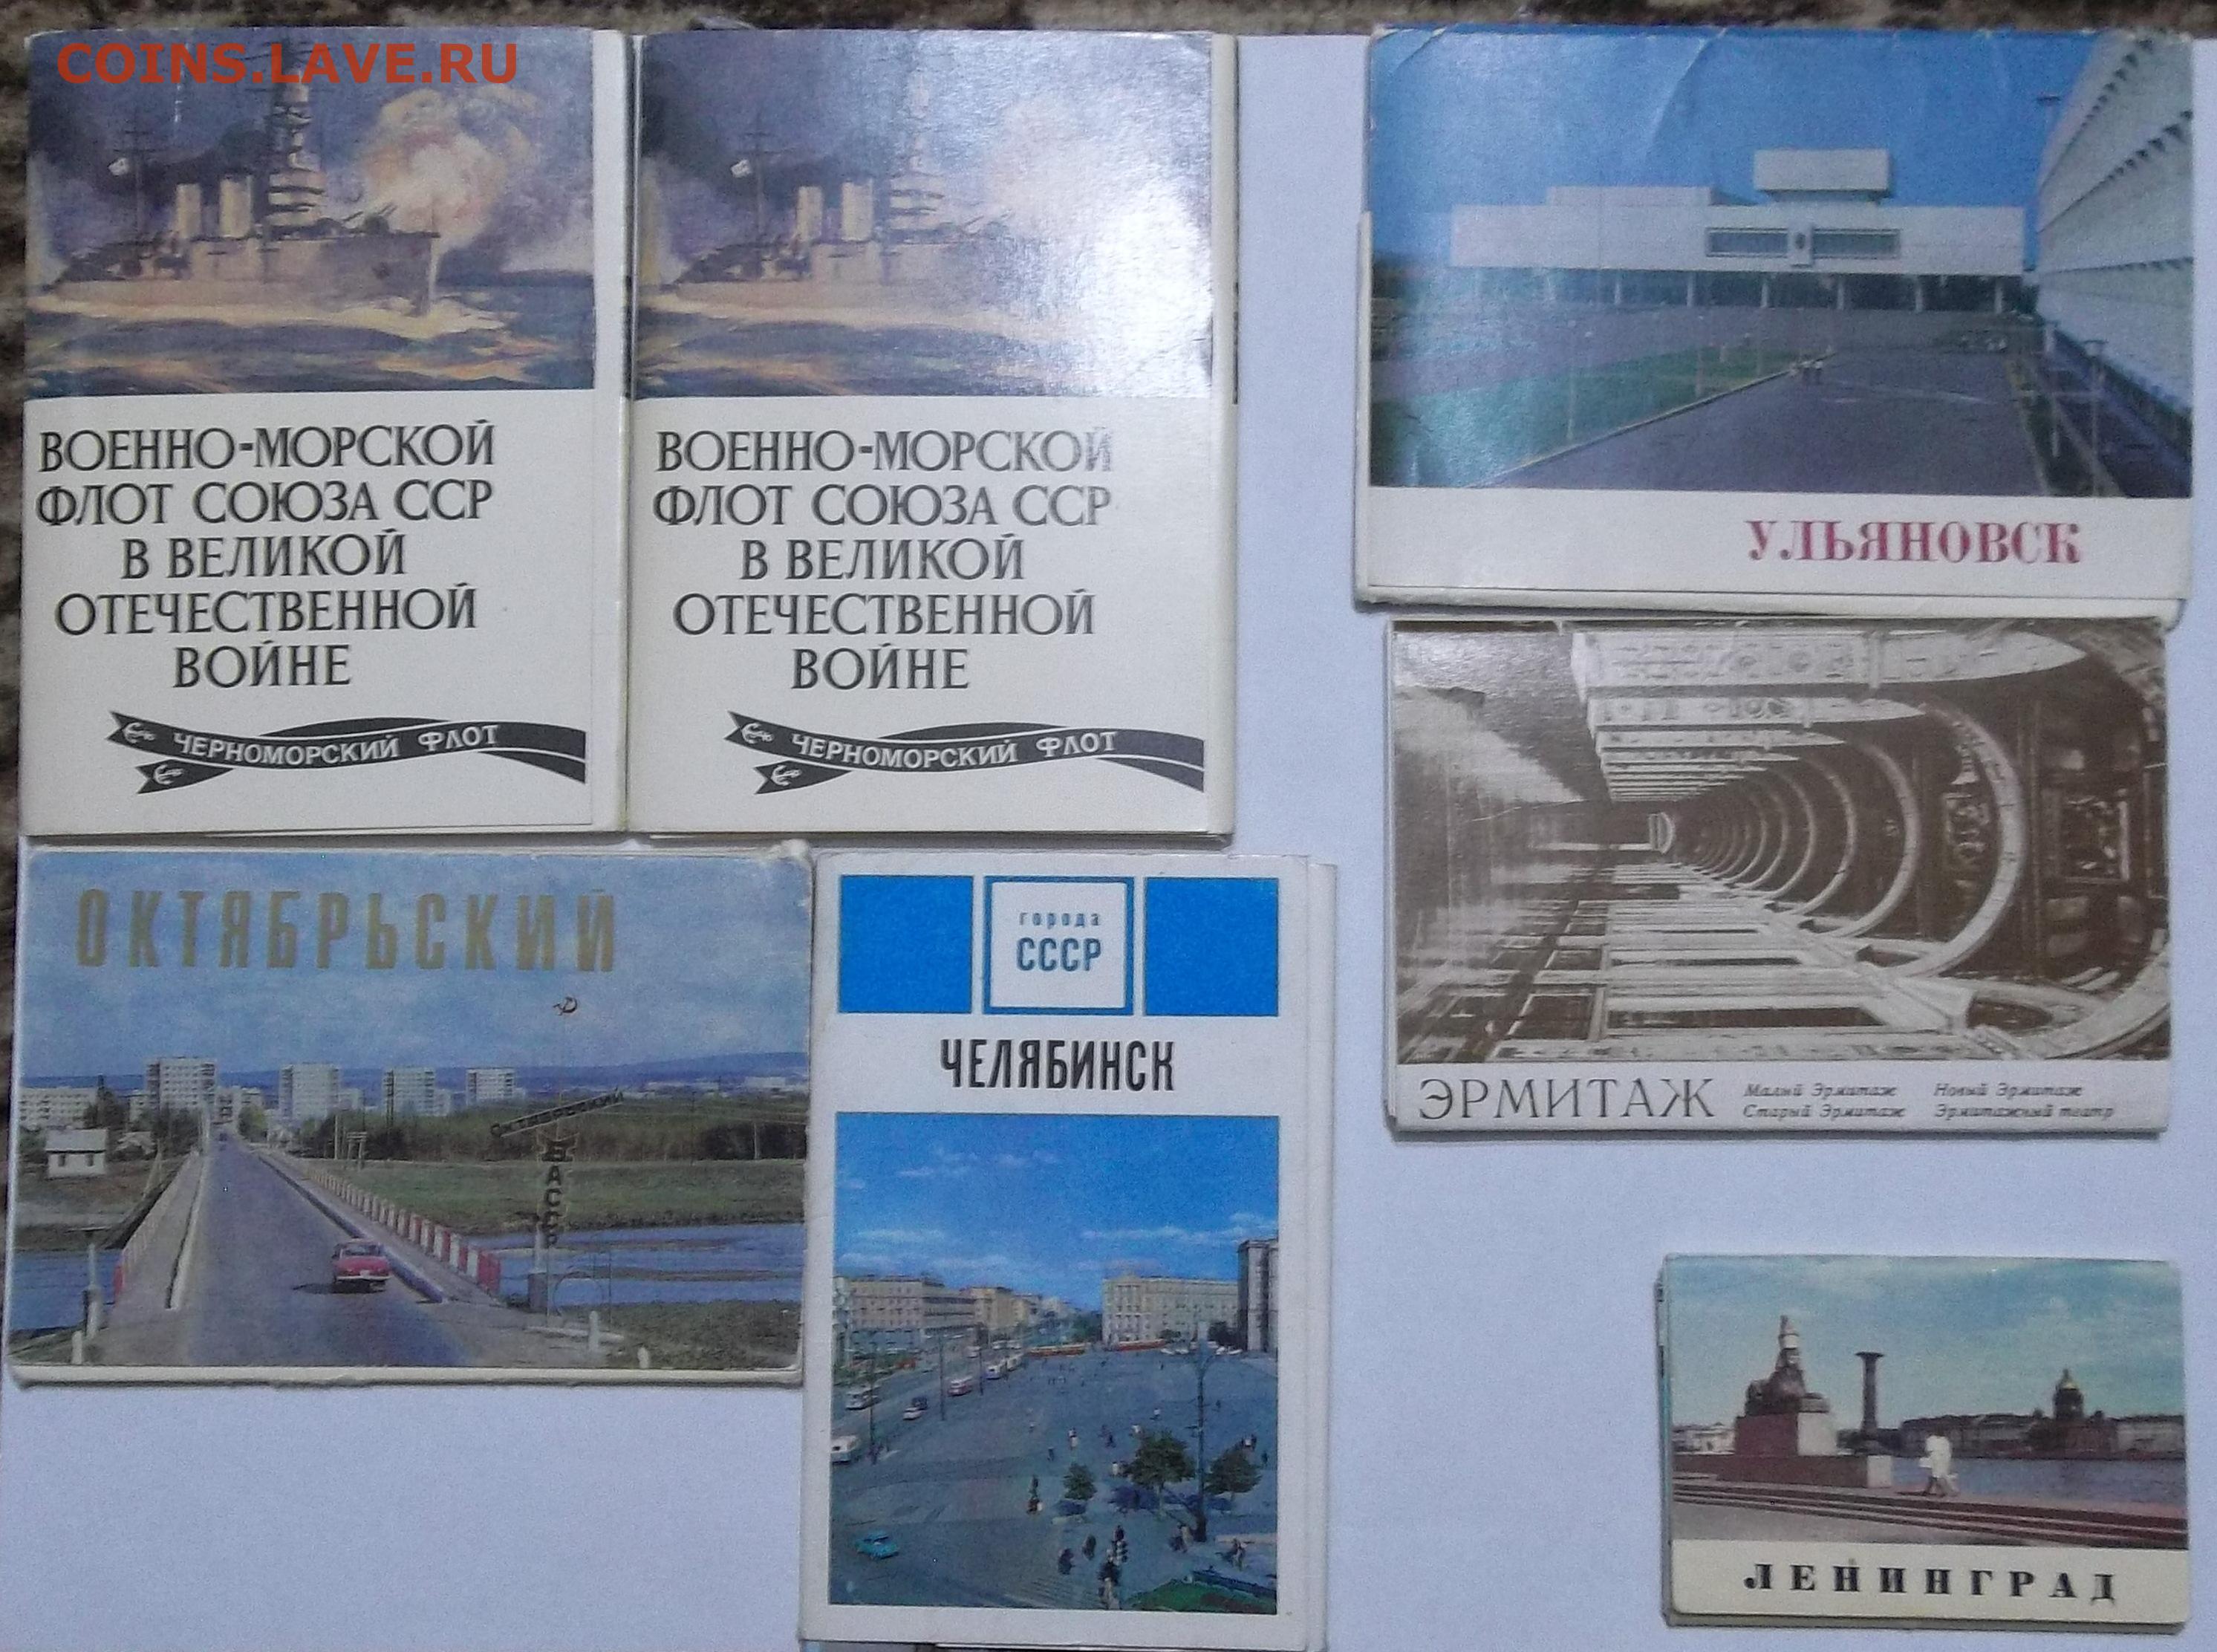 COINS.LAVE.RU
ВОЕННО-МОРСКОЙ
ФЛОТ СОЮЗА ССР
В ВЕЛИКОЙ
ОТЕЧЕСТВЕННОЙ
ВОЙНЕ
ЧЕРНОМОРСКИЙ ФЛОТ
ВОЕННО-МОРСКОЙ
ФЛОТ СОЮЗА ССР
В ВЕЛИКОЙ
ОТЕЧЕСТВЕННОЙ
ВОЙНЕ
ЧЕРНОМОРСКИЙ ФЛОТ
УЛЬЯНОВСК
ЭРМИТАЖ
Малый Эрмитаж Новый Эрмитаж
Старый Эрмитаж Эрмитажный театр
ОКТЯБРЬСКИЙ
ОКТЯБРЬСКИЙ
БАССР
города
СССР
ЧЕЛЯБИНСК
ЛЕНИНГРАД